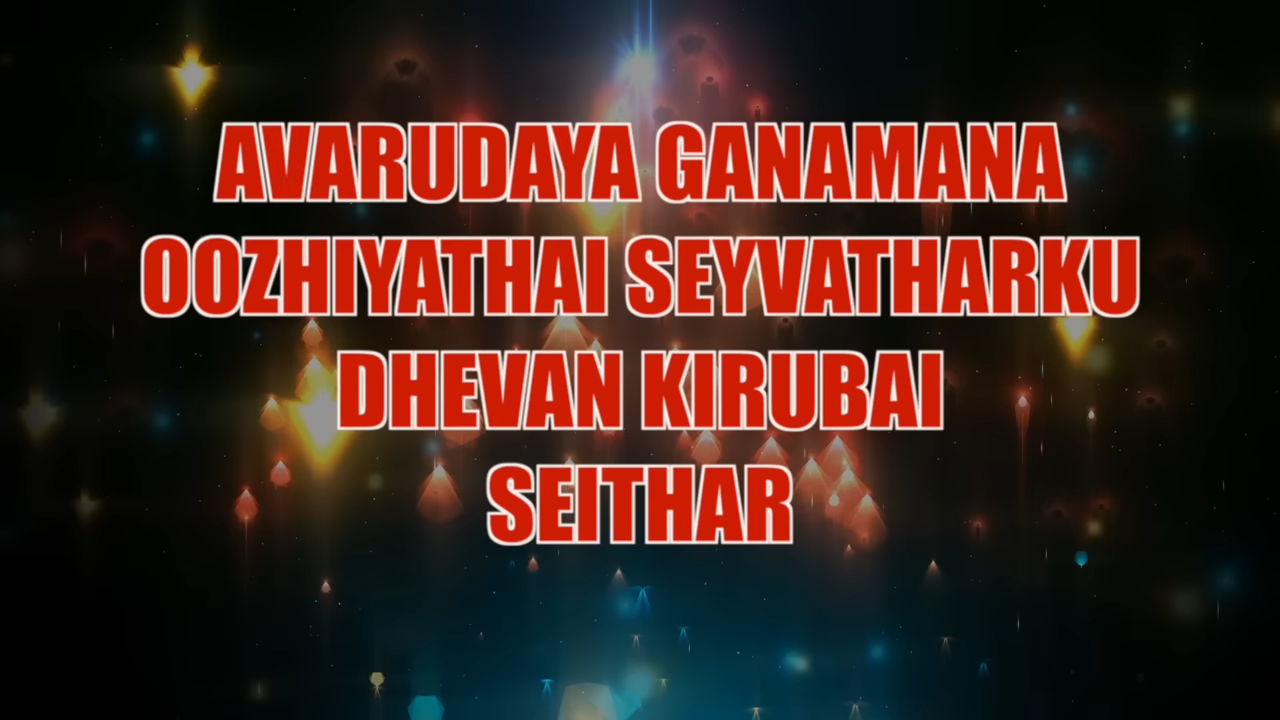 AVARUDAYA GANAMANA
OOZHIYATHAI SEYVATHARKU
DHEVAN KIRUBAI
SEITHAR